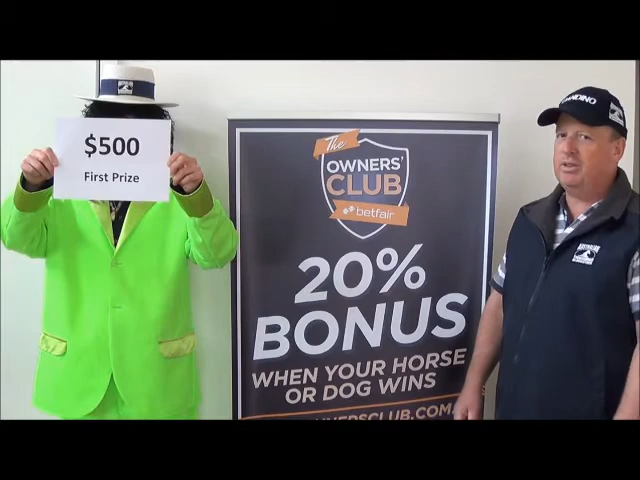 $500
First Prize
The
OWNERS'
CLUB
betfair
20%
BONUS
WHEN YOUR HORSE
OR DOG WINS